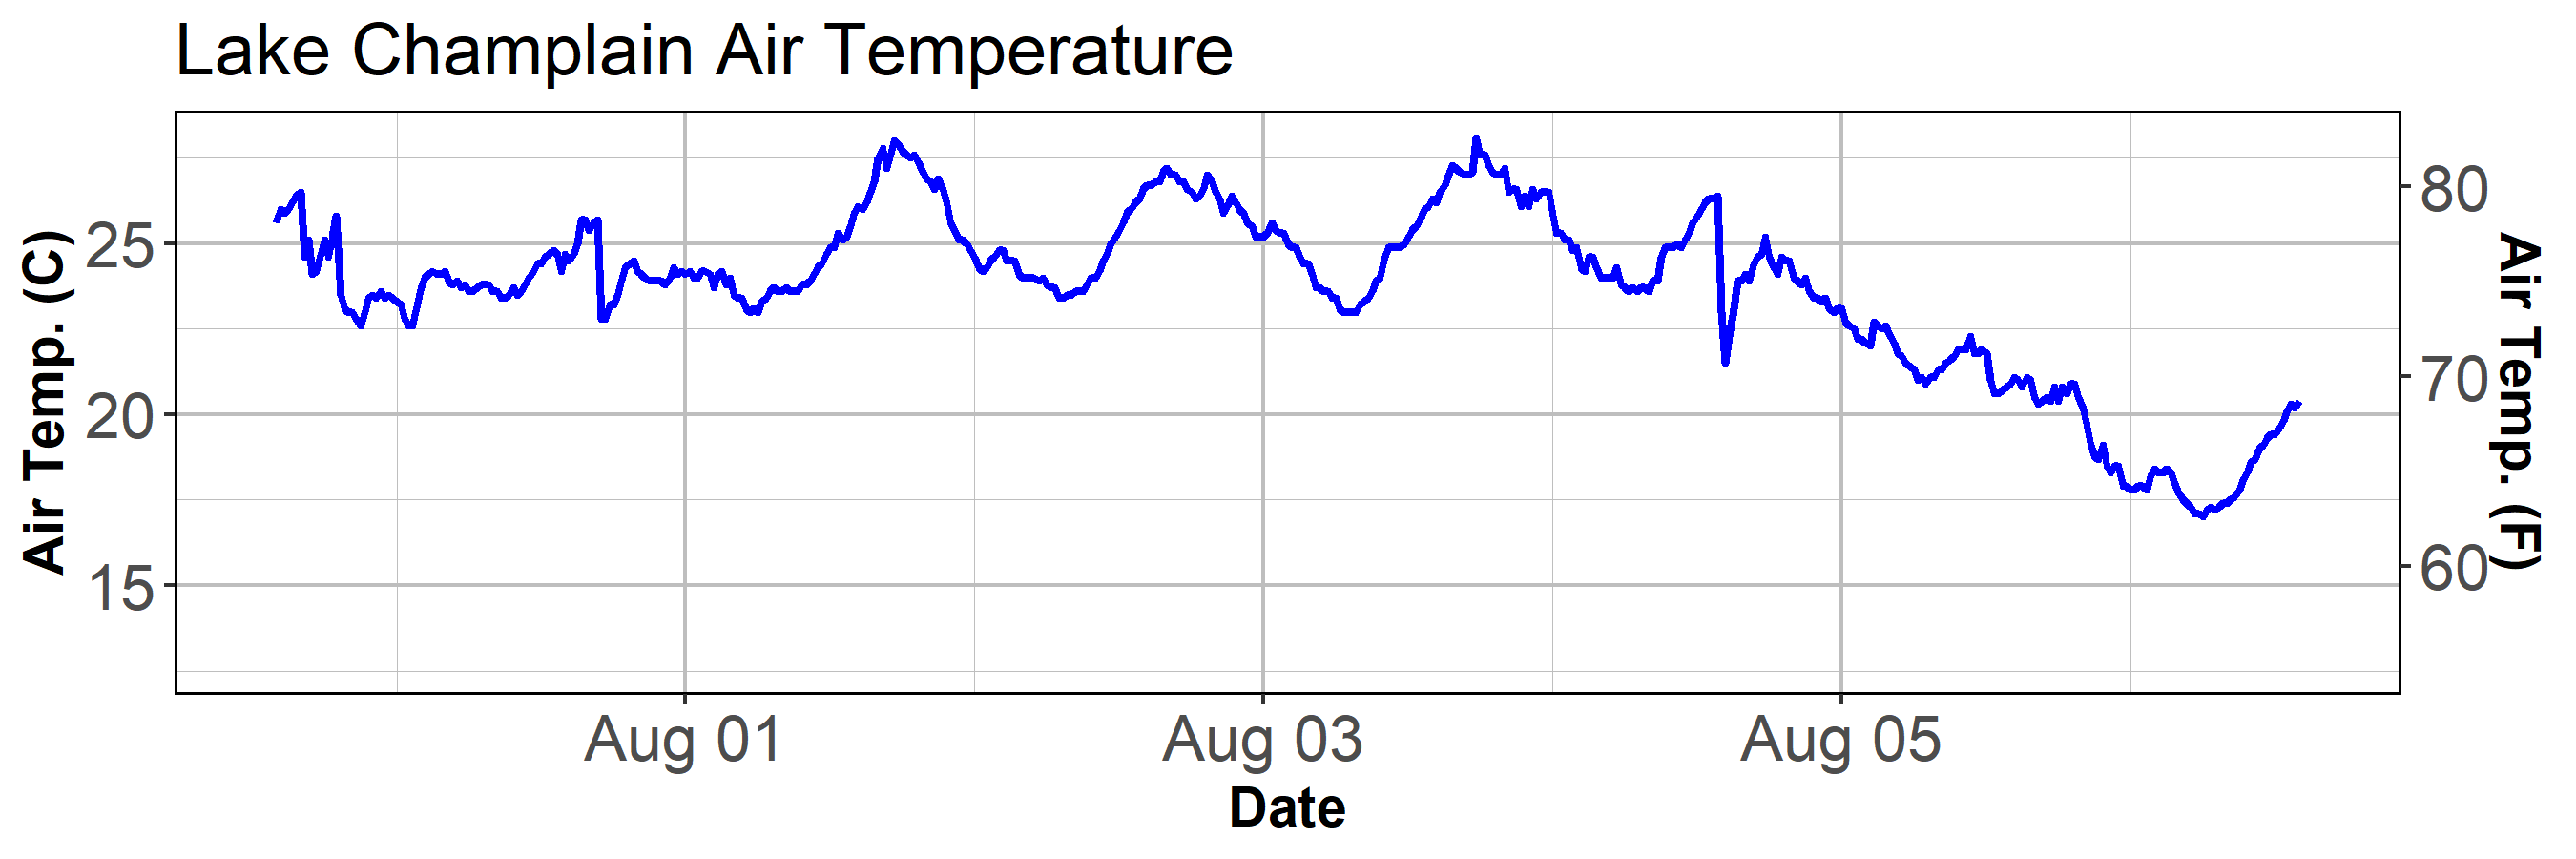 Lake Champlain Air Temperature
Air Temp. (C)
25
20
15
80
70
60
Air Temp. (F)
Aug 01
Aug 03
Aug 05
Date